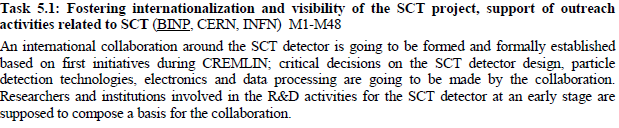 Task 5.1: Fostering internationalization and visibility of the SCT project, support of outreach
activities related to SCT (BINP, CERN, INFN)  M1-M48
An international collaboration around the SCT detector is going to be formed and formally established
based on first initiatives during CREMLIN; critical decisions on the SCT detector design, particle
detection technologies, electronics and data processing are going to be made by the collaboration.
Researchers and institutions involved in the R&D activities for the SCT detector at an early stage are
supposed to compose a basis for the collaboration.